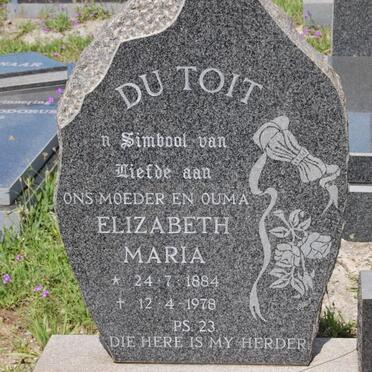 DU TOIT
'n Simbool van
Liefde aan
ONS MOEDER EN OUMA
ELIZABETH
MARIA
* 24·7·1884
† 12·4·1978
PS. 23
DIE HERE IS MY HERDER